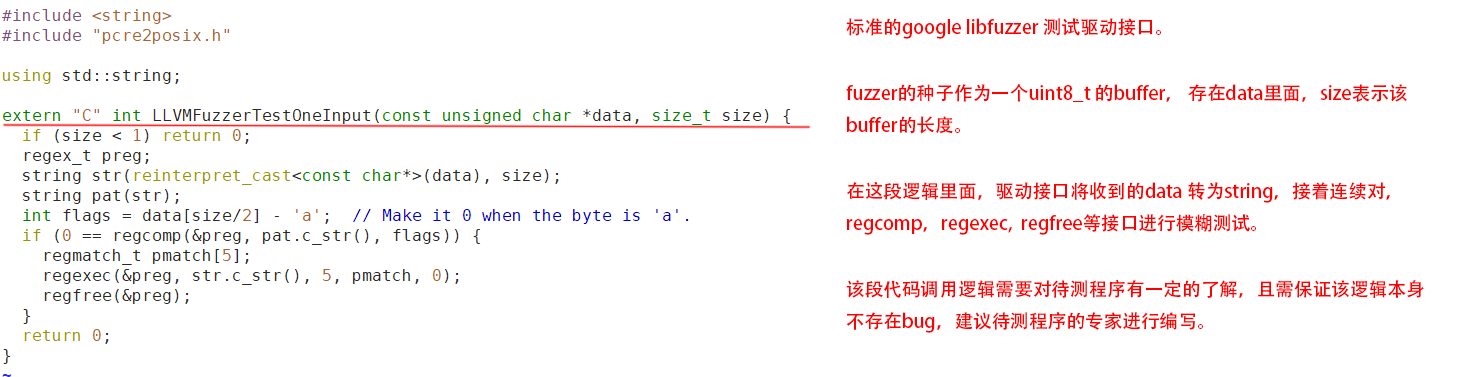 #include <string>
#include "pcre2posix.h"

using std::string;

extern "C" int LLVMFuzzerTestOneInput(const unsigned char *data, size_t size) {
  if (size < 1) return 0;
  regex_t preg;
  string str(reinterpret_cast<const char*>(data), size);
  string pat(str);
  int flags = data[size/2] - 'a';  // Make it 0 when the byte is 'a'.
  if (0 == regcomp(&preg, pat.c_str(), flags)) {
    regmatch_t pmatch[5];
    regexec(&preg, str.c_str(), 5, pmatch, 0);
    regfree(&preg);
  }
  return 0;
}
~
标准的google libfuzzer 测试驱动接口。
fuzzer的种子作为一个uint8_t 的buffer， 存在data里面，size表示该
buffer的长度。
在这段逻辑里面，驱动接口将收到的data 转为string，接着连续对,
regcomp，regexec, regfree等接口进行模糊测试。
该段代码调用逻辑需要对待测程序有一定的了解，且需保证该逻辑本身
不存在bug，建议待测程序的专家进行编写。